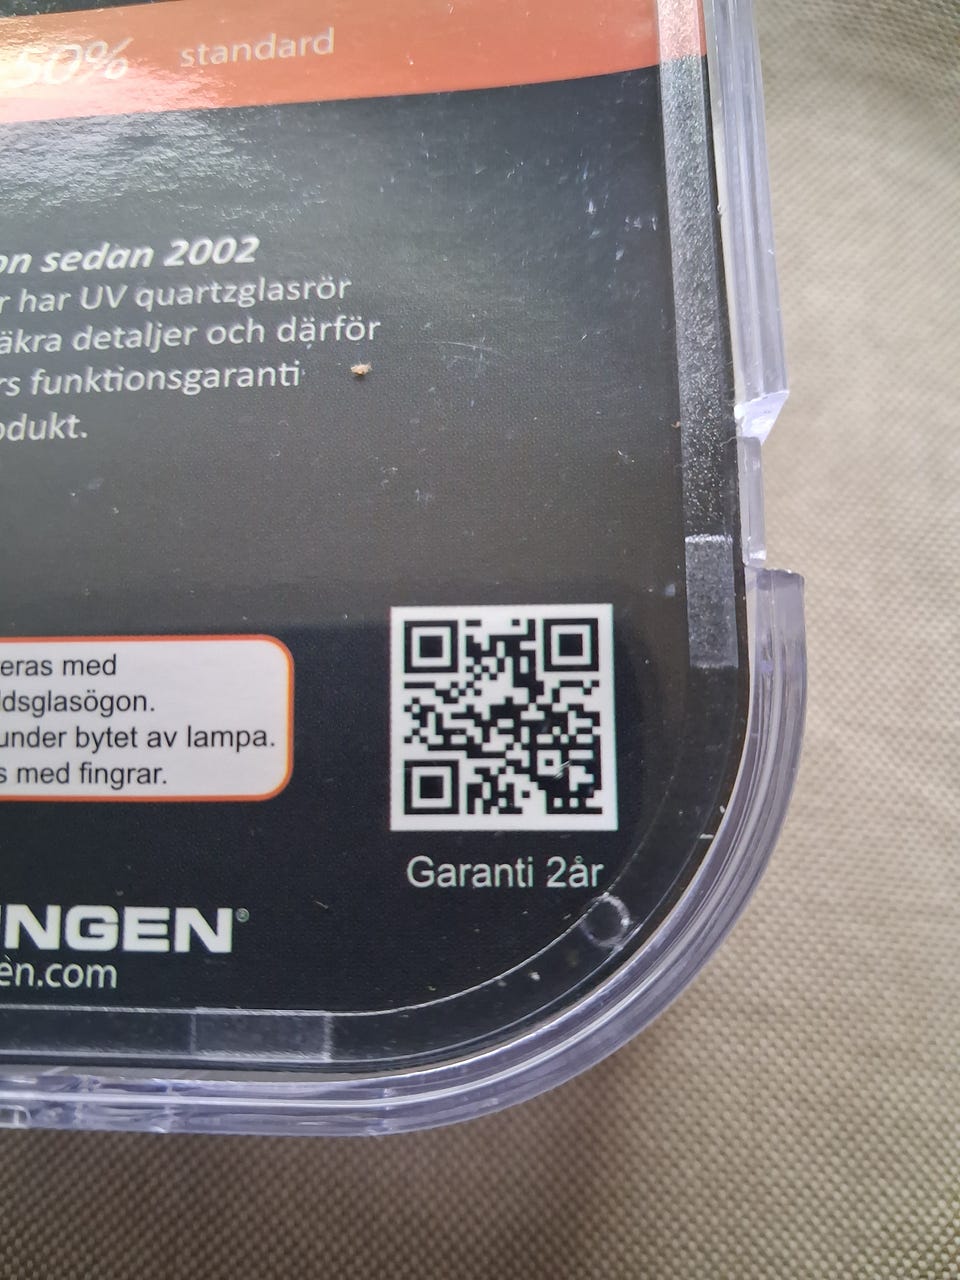 50% standard
on sedan 2002
r har UV quartzglasrör
äkra detaljer och därför
rs funktionsgaranti
odukt.
eras med
ldsglasögon.
under bytet av lampa.
s med fingrar.
Garanti 2år
NGEN®
en.com